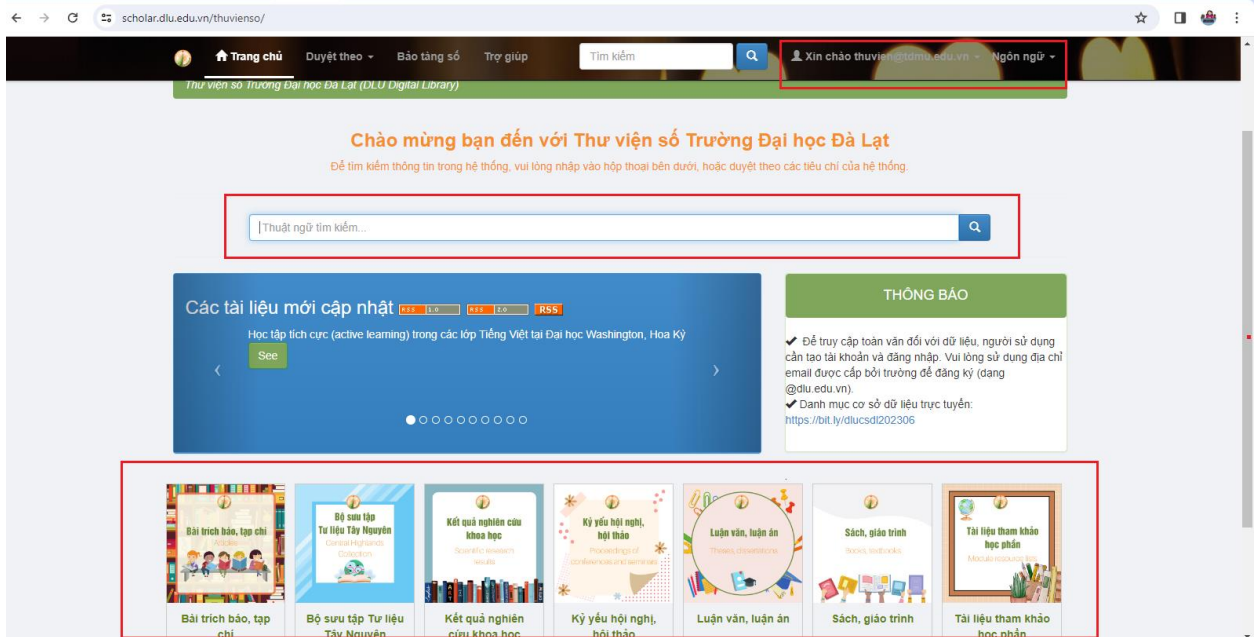 scholar.dlu.edu.vn/thuvienso/
Trang chủ Duyệt theo Bảo tàng số Trợ giúp Tìm kiếm Xin chào thuvien@tdmu.edu.vn Ngôn ngữ
Thư viện số Trường Đại học Đà Lạt (DLU Digital Library)
Chào mừng bạn đến với Thư viện số Trường Đại học Đà Lạt
Để tìm kiếm thông tin trong hệ thống, vui lòng nhập vào hộp thoại bên dưới, hoặc duyệt theo các tiêu chí của hệ thống.
Thuật ngữ tìm kiếm...
Các tài liệu mới cập nhật RSS 1.0 RSS 2.0 RSS
Học tập tích cực (active learning) trong các lớp Tiếng Việt tại Đại học Washington, Hoa Kỳ
See
THÔNG BÁO
Để truy cập toàn văn đối với dữ liệu, người sử dụng
cần tạo tài khoản và đăng nhập. Vui lòng sử dụng địa chỉ
email được cấp bởi trường để đăng ký (dạng
@dlu.edu.vn).
Danh mục cơ sở dữ liệu trực tuyến:
https://bit.ly/dlucsdl202306
Bài trích báo, tạp chí
Articles
Bộ sưu tập
Tư liệu Tây Nguyên
Central Highlands
Collection
Kết quả nghiên cứu
khoa học
Scientific research
results
Kỷ yếu hội nghị,
hội thảo
Proceedings of
conferences and seminars
Luận văn, luận án
Theses, dissertations
Sách, giáo trình
Books, textbooks
Tài liệu tham khảo
học phần
Module resource lists
Bài trích báo, tạp
chí
Bộ sưu tập Tư liệu
Tây Nguyên
Kết quả nghiên
cứu khoa học
Kỷ yếu hội nghị,
hội thảo
Luận văn, luận án
Sách, giáo trình
Tài liệu tham khảo
học phần